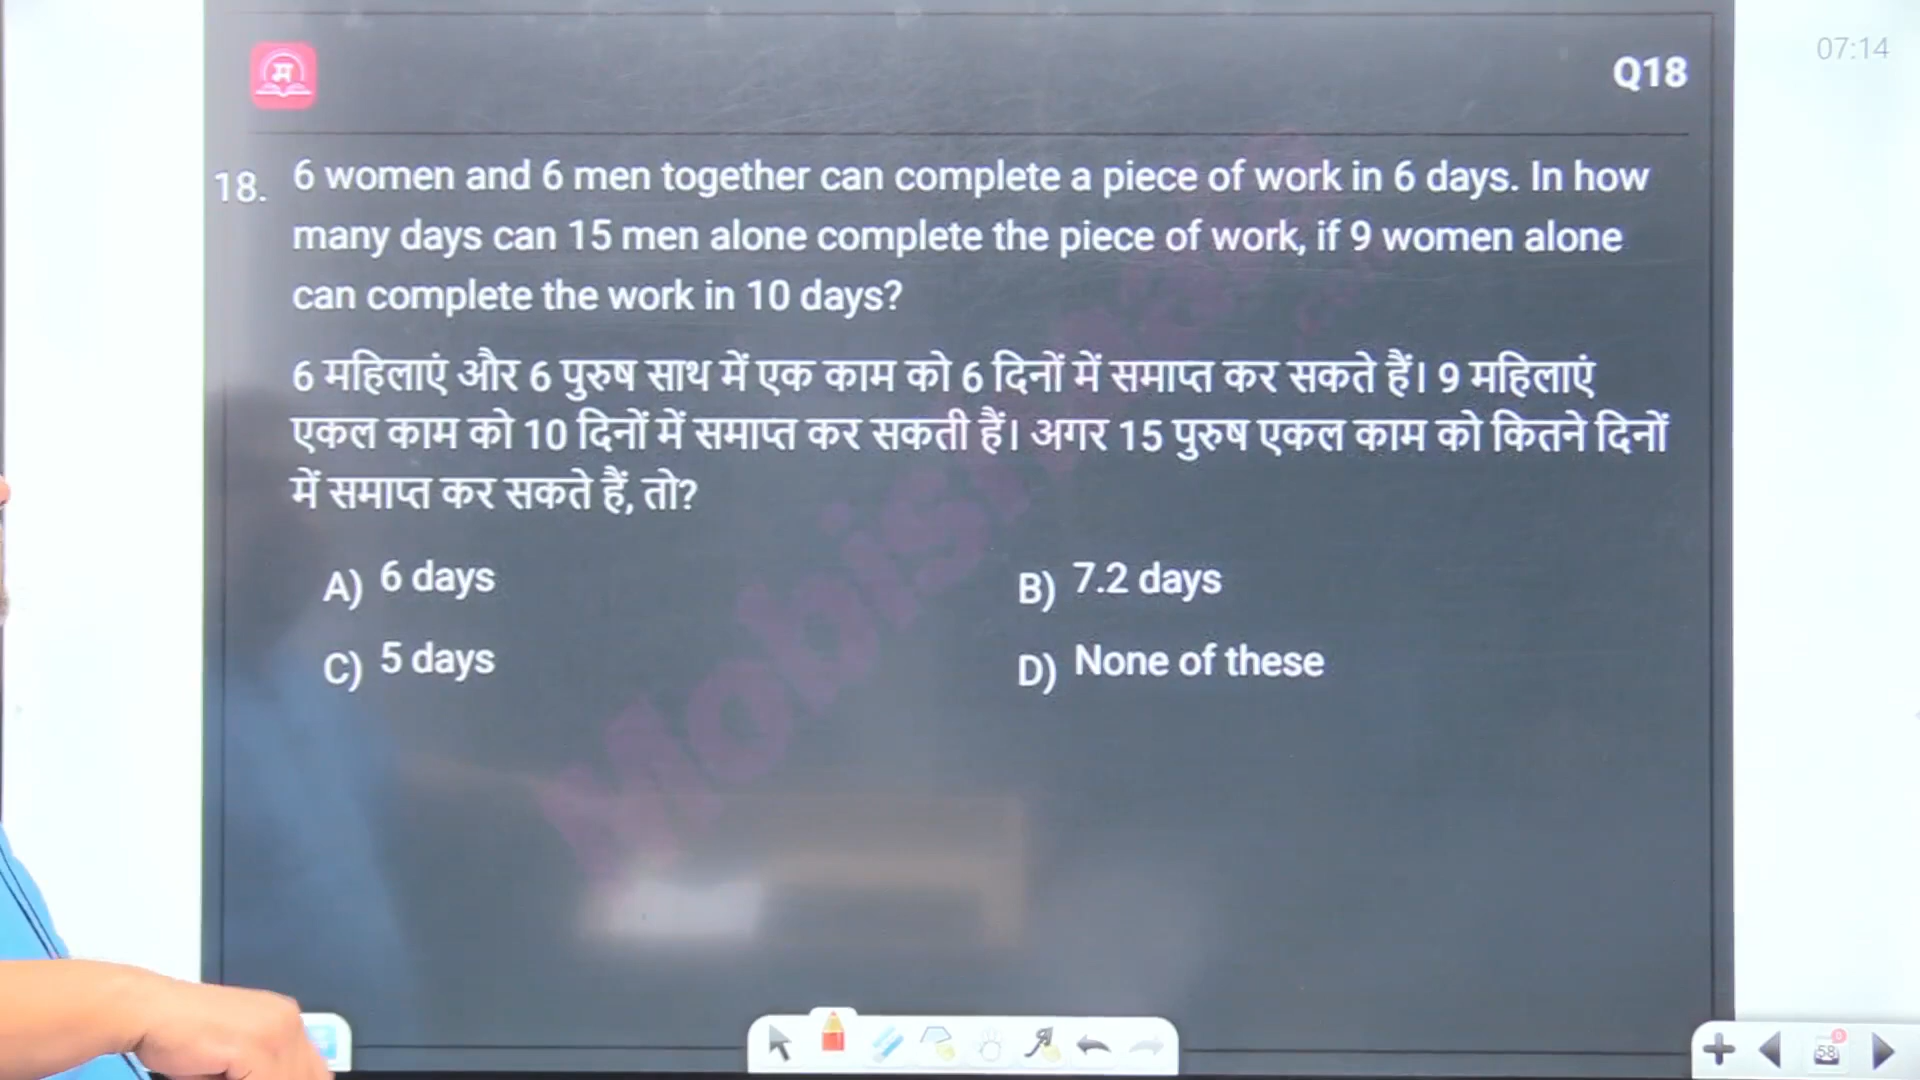 07:14
म
Q18
18. 6 women and 6 men together can complete a piece of work in 6 days. In how
many days can 15 men alone complete the piece of work, if 9 women alone
can complete the work in 10 days?
6 महिलाएं और 6 पुरुष साथ में एक काम को 6 दिनों में समाप्त कर सकते हैं। 9 महिलाएं
एकल काम को 10 दिनों में समाप्त कर सकती हैं। अगर 15 पुरुष एकल काम को कितने दिनों
में समाप्त कर सकते हैं, तो?
A) 6 days
B) 7.2 days
C) 5 days
D) None of these
58